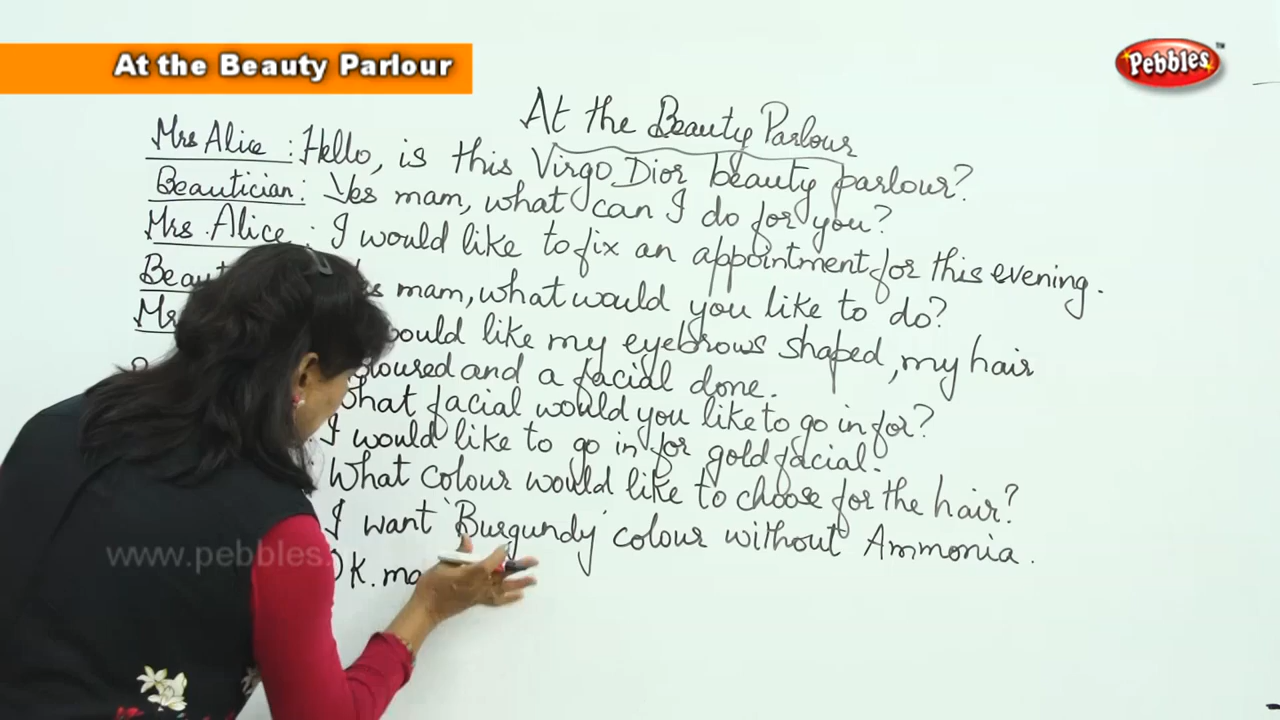 At the Beauty Parlour
Pebbles™
At the Beauty Parlour
Mrs Alice : Hello, is this Virgo Dior beauty parlour?
Beautician: Yes mam, what can I do for you?
Mrs. Alice : I would like to fix an appointment for this evening.
mam, what would you like to do?
would like my eyebrows shaped, my hair
and a facial done.
What facial would you like to go in for?
I would like to go in for gold facial.
: What colour would like to choose for the hair?
I want 'Burgundy' colour without Ammonia.
OK. ma
www.pebbles.